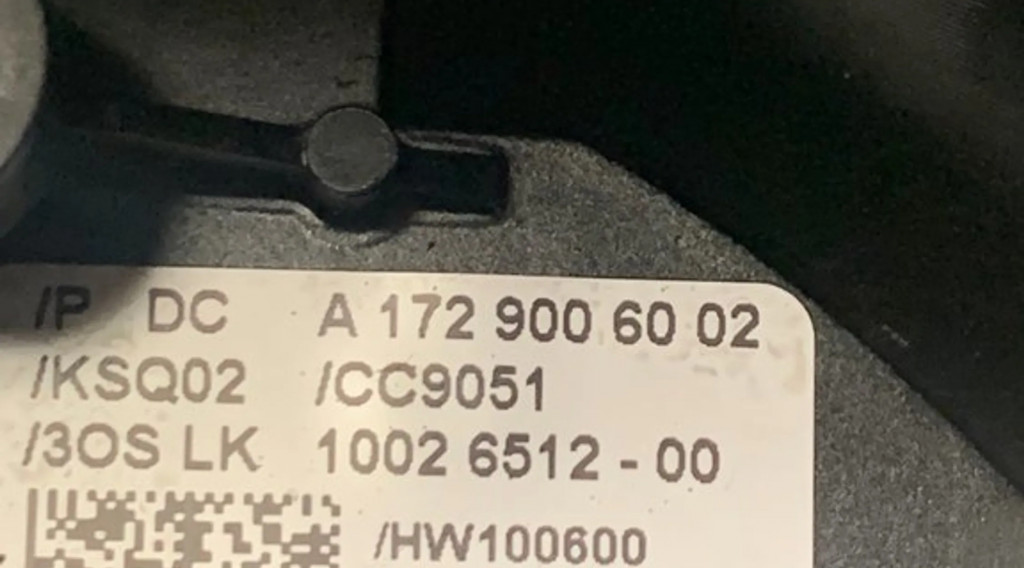 /P DC A 172 900 60 02
/KSQ02 /CC9051
/3OS LK 1002 6512 - 00
/HW100600